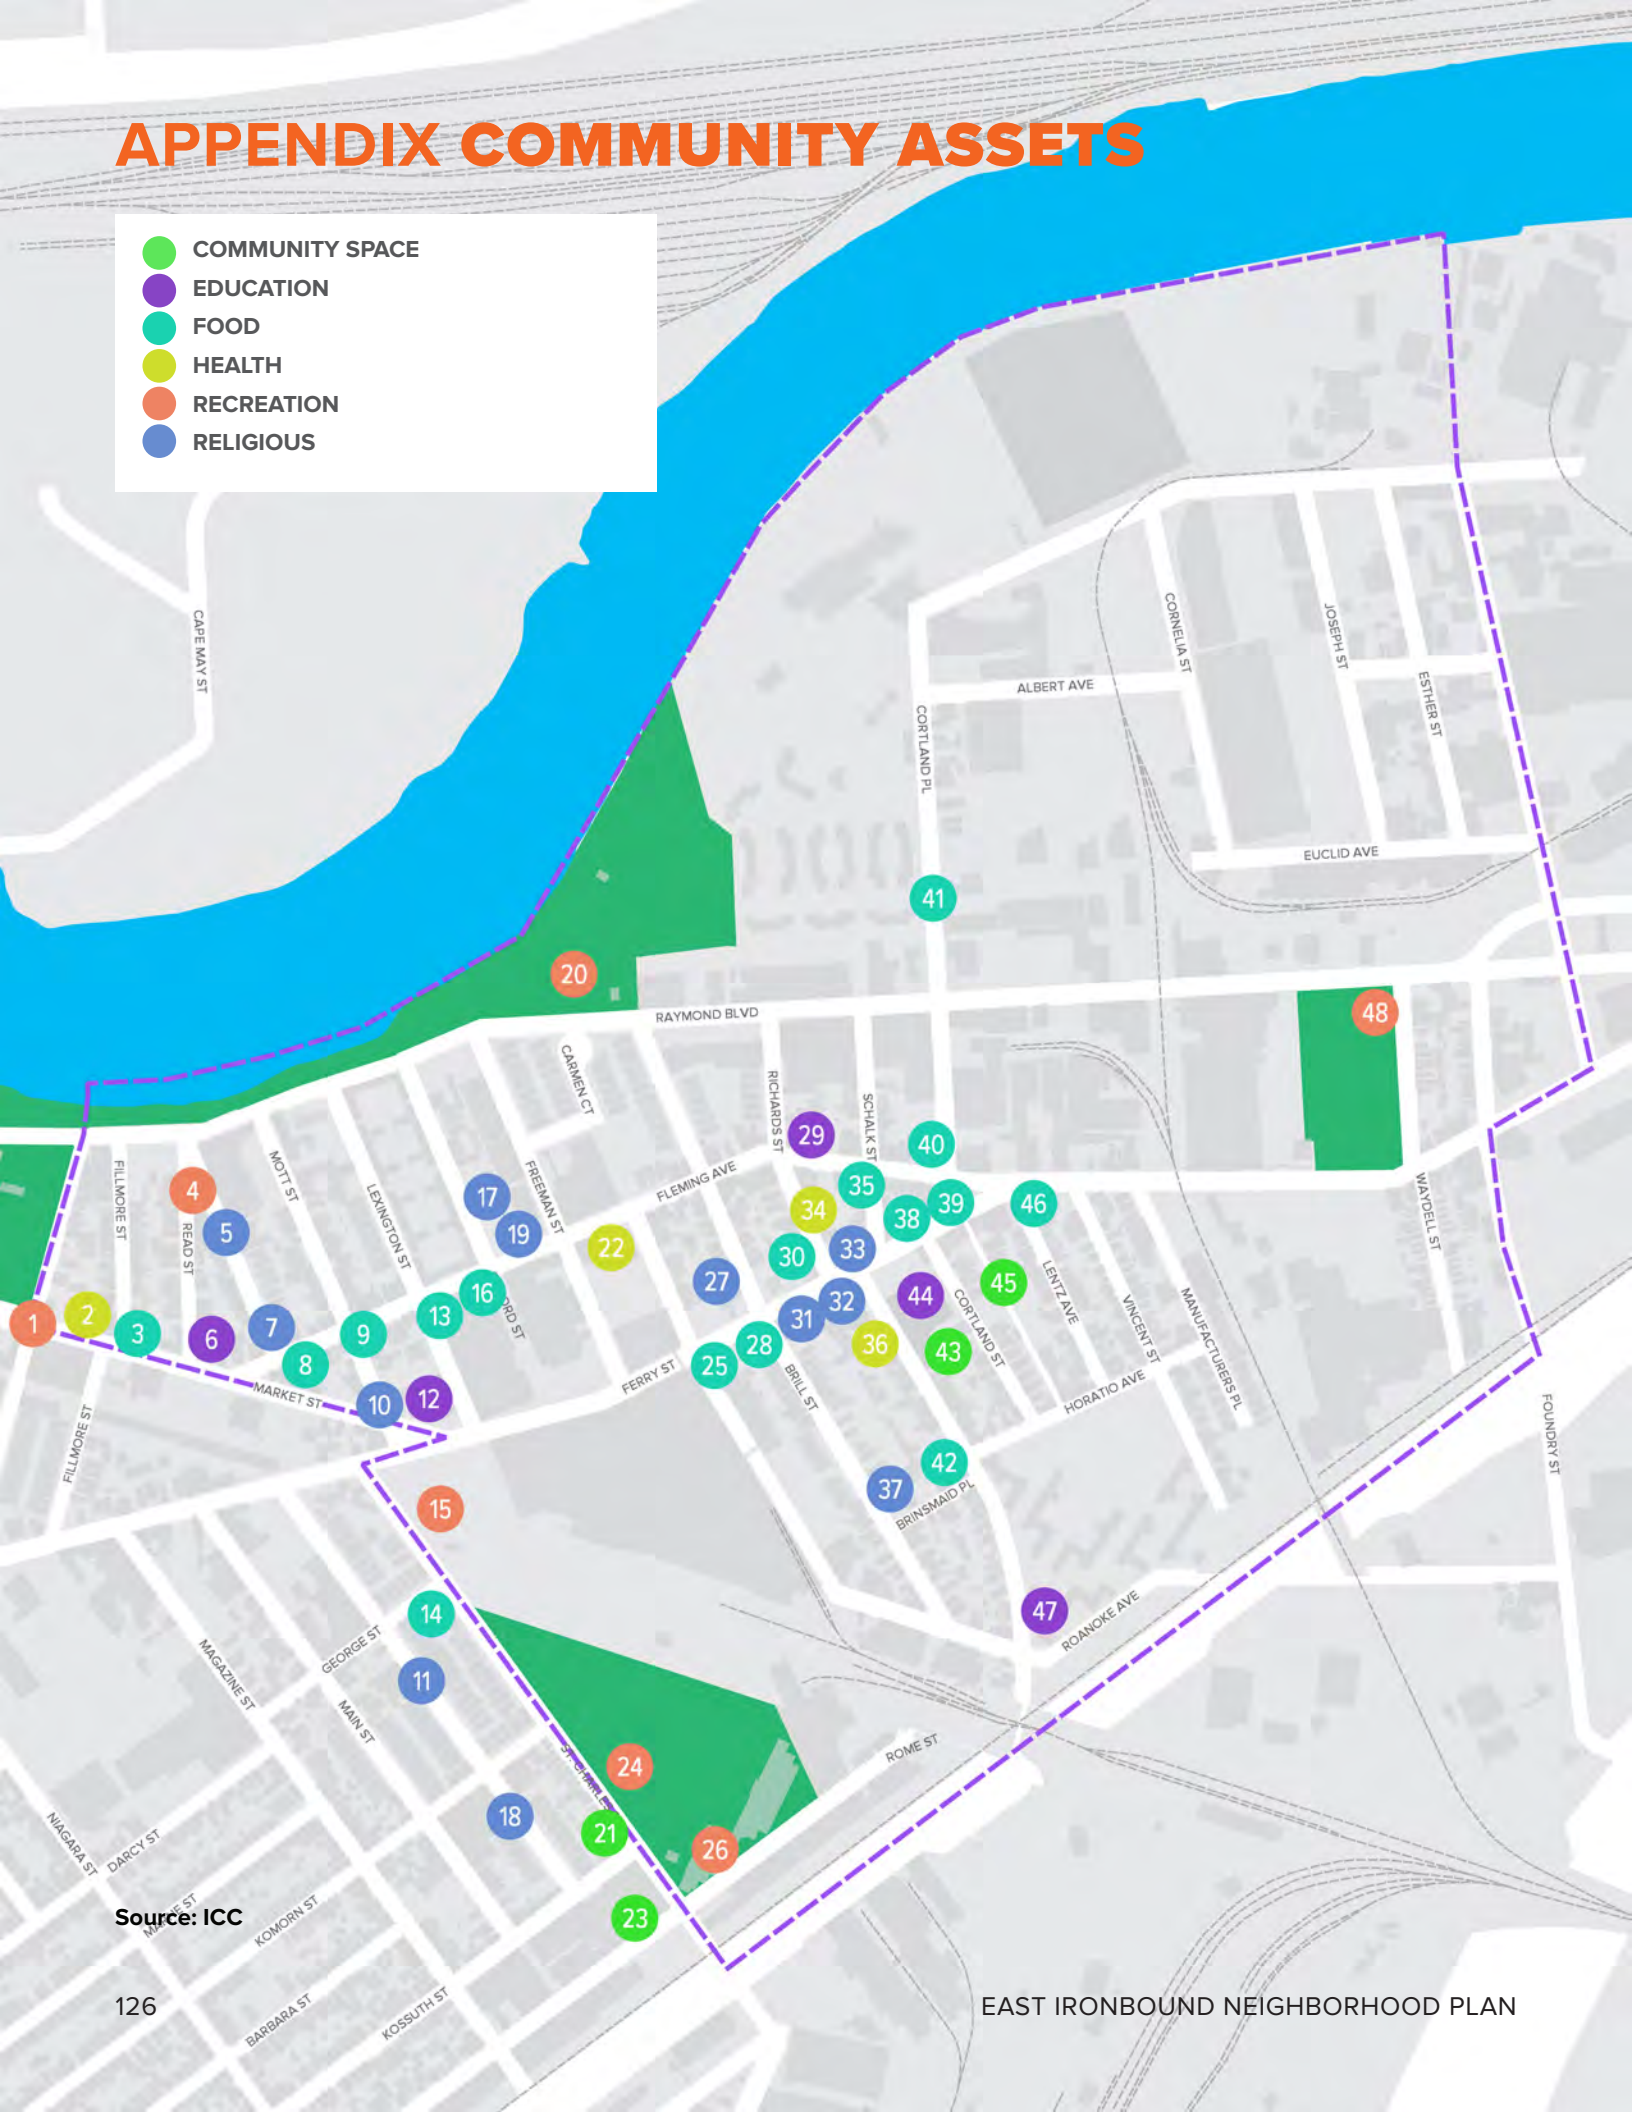 APPENDIX COMMUNITY ASSETS
COMMUNITY SPACE
EDUCATION
FOOD
HEALTH
RECREATION
RELIGIOUS
CAPE MAY ST
CORNELIA ST
JOSEPH ST
ESTHER ST
ALBERT AVE
CORTLAND PL
EUCLID AVE
41
20
RAYMOND BLVD
48
CARMEN CT
RICHARDS ST
SCHALK ST
29
40
FILLMORE ST
MOTT ST
LEXINGTON ST
FREEMAN ST
FLEMING AVE
4
17
35
34
39
46
38
WAYDELL ST
READ ST
5
19
22
33
30
27
45
44
LENTZ AVE
CORTLAND ST
VINCENT ST
MANUFACTURERS PL
16
ORD ST
32
31
13
2
1
3
6
7
9
8
28
36
43
25
FERRY ST
BRILL ST
MARKET ST
10
12
HORATIO AVE
FILLMORE ST
FOUNDRY ST
42
37
BRINSMAID PL
15
14
47
ROANOKE AVE
GEORGE ST
MAGAZINE ST
11
MAIN ST
ROME ST
24
18
21
26
NIAGARA ST
DARCY ST
23
Source: ICC
KOMORN ST
BARBARA ST
KOSSUTH ST
126
EAST IRONBOUND NEIGHBORHOOD PLAN